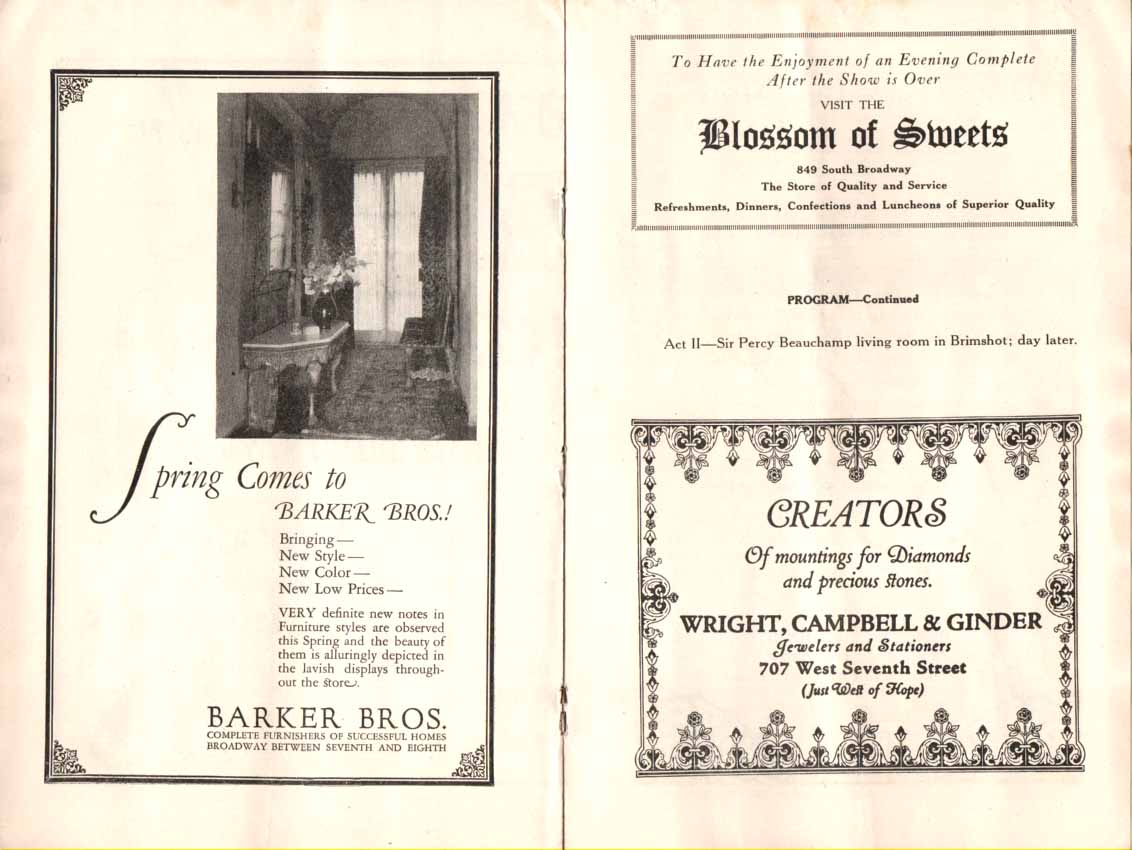 Spring Comes to
BARKER BROS.!
Bringing—
New Style—
New Color—
New Low Prices—
VERY definite new notes in
Furniture styles are observed
this Spring and the beauty of
them is alluringly depicted in
the lavish displays through-
out the store.
BARKER BROS.
COMPLETE FURNISHERS OF SUCCESSFUL HOMES
BROADWAY BETWEEN SEVENTH AND EIGHTH
To Have the Enjoyment of an Evening Complete
After the Show is Over
VISIT THE
Blossom of Sweets
849 South Broadway
The Store of Quality and Service
Refreshments, Dinners, Confections and Luncheons of Superior Quality
PROGRAM—Continued
Act II—Sir Percy Beauchamp living room in Brimshot; day later.
CREATORS
Of mountings for Diamonds
and precious stones.
WRIGHT, CAMPBELL & GINDER
Jewelers and Stationers
707 West Seventh Street
(Just West of Hope)